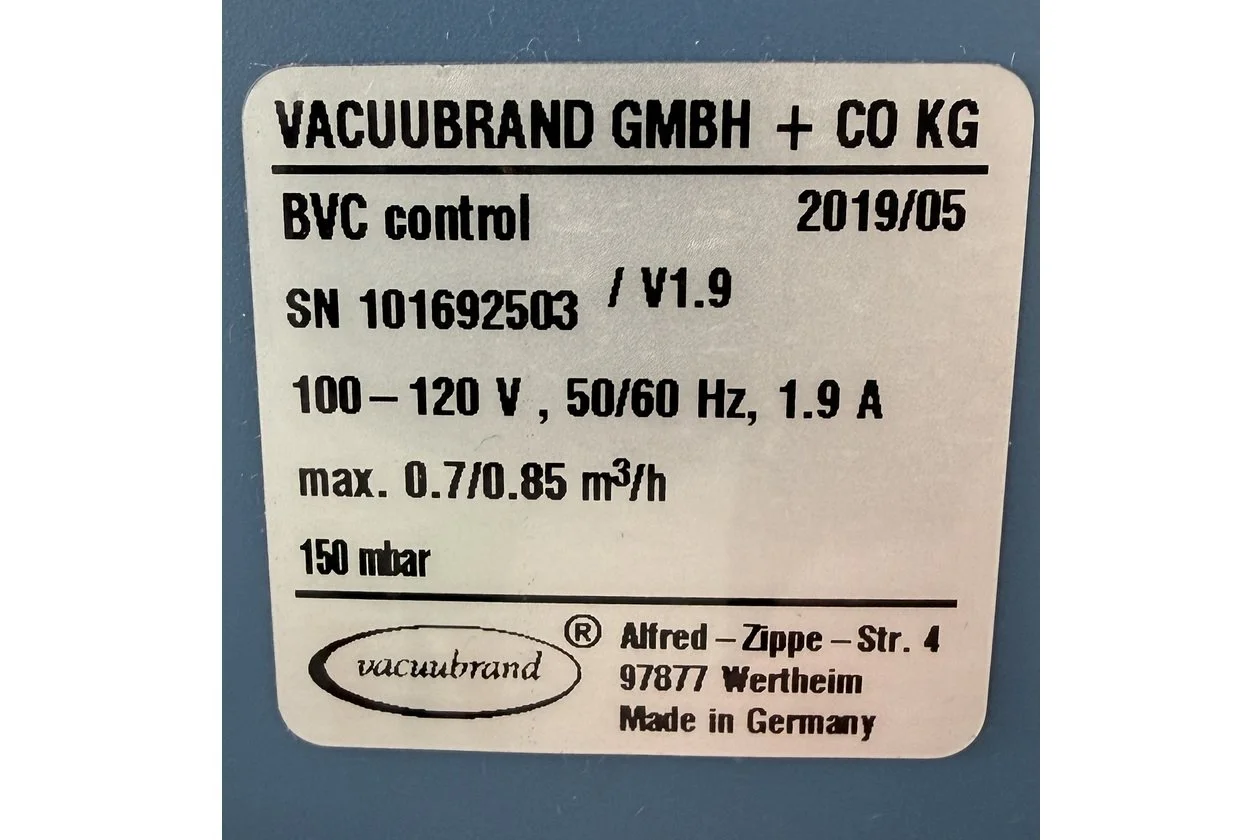 VACUUBRAND GMBH + CO KG
BVC control 2019/05
SN 101692503 / V1.9
100-120 V , 50/60 Hz, 1.9 A
max. 0.7/0.85 m³/h
150 mbar
vacuubrand ®
Alfred-Zippe-Str. 4
97877 Wertheim
Made in Germany